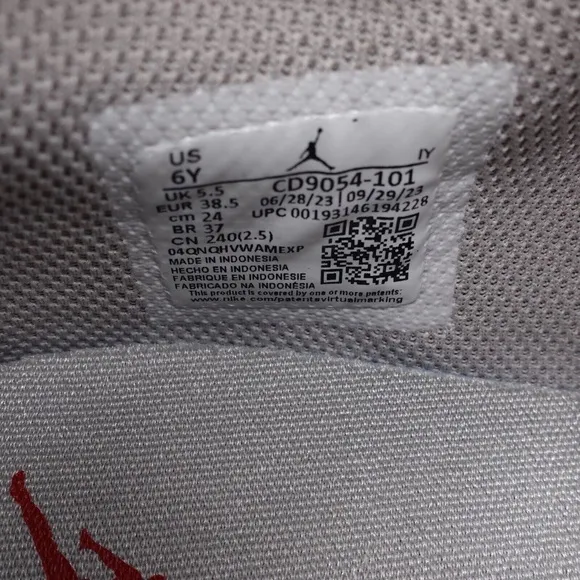 US IY
6Y CD9054-101
UK 5.5 06/28/23 09/29/23
EUR 38.5 UPC 00193146194228
cm 24
BR 37
CN 240(2.5)
04QNQHVWAMEXP
MADE IN INDONESIA
HECHO EN INDONESIA
FABRIQUE EN INDONESIE
FABRICADO NA INDONÉSIA
This product is covered by one or more patents:
www.nike.com/patentsvirtualmarking